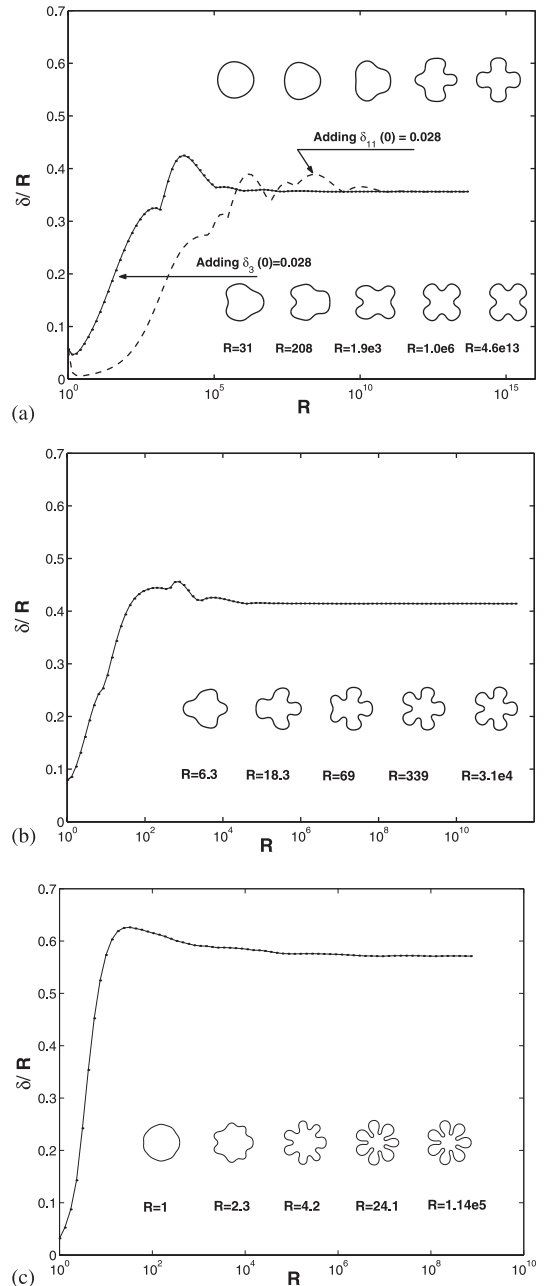 0.7
0.6
0.5
0.4
0.3
0.2
0.1
0
δ/ R
Adding δ11 (0) = 0.028
Adding δ3 (0)=0.028
R=31 R=208 R=1.9e3 R=1.0e6 R=4.6e13
10^0 10^5 10^10 10^15
R
(a)
0.7
0.6
0.5
0.4
0.3
0.2
0.1
0
δ/ R
R=6.3 R=18.3 R=69 R=339 R=3.1e4
10^0 10^2 10^4 10^6 10^8 10^10
R
(b)
0.7
0.6
0.5
0.4
0.3
0.2
0.1
0
δ/ R
R=1 R=2.3 R=4.2 R=24.1 R=1.14e5
10^0 10^2 10^4 10^6 10^8 10^10
R
(c)